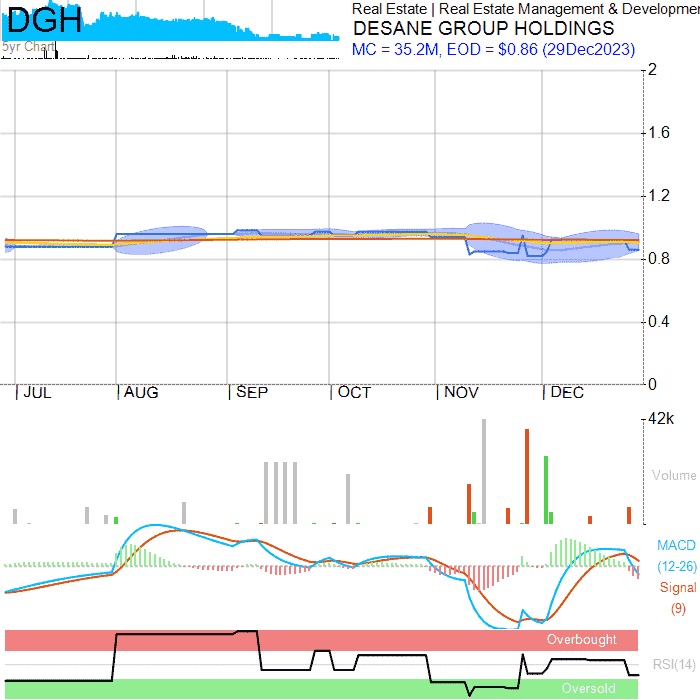 DGH
5yr Chart
Real Estate | Real Estate Management & Developmen
DESANE GROUP HOLDINGS
MC = 35.2M, EOD = $0.86 (29Dec2023)
2
1.6
1.2
0.8
0.4
0
JUL AUG SEP OCT NOV DEC
42k
Volume
MACD
(12-26)
Signal
(9)
Overbought
RSI(14)
Oversold